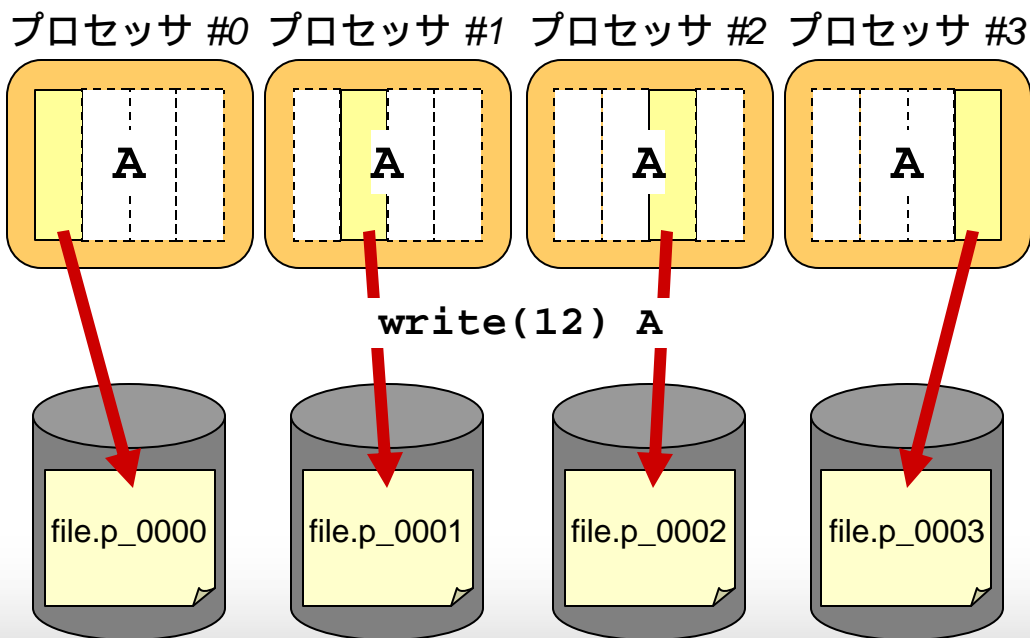 プロセッサ #0 プロセッサ #1 プロセッサ #2 プロセッサ #3
A A A A
write(12) A
file.p_0000 file.p_0001 file.p_0002 file.p_0003